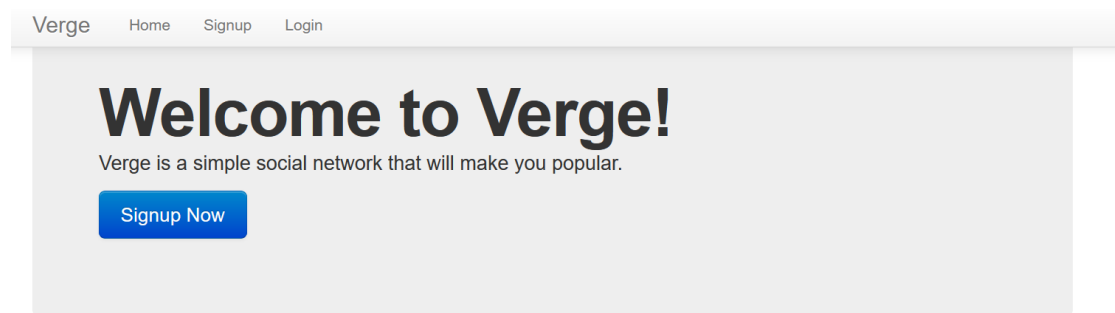 Verge Home Signup Login
Welcome to Verge!
Verge is a simple social network that will make you popular.
Signup Now